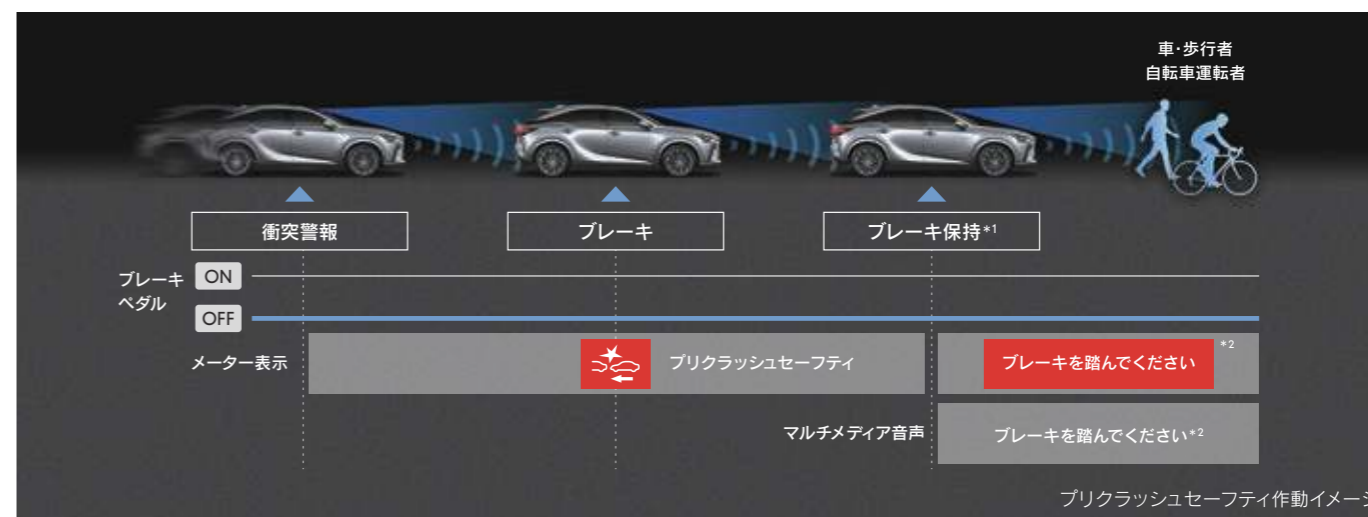 車・歩行者
自転車運転者
衝突警報
ブレーキ
ブレーキ保持*1
ブレーキ
ペダル
ON
OFF
メーター表示
プリクラッシュセーフティ
ブレーキを踏んでください *2
マルチメディア音声
ブレーキを踏んでください*2
プリクラッシュセーフティ作動イメージ